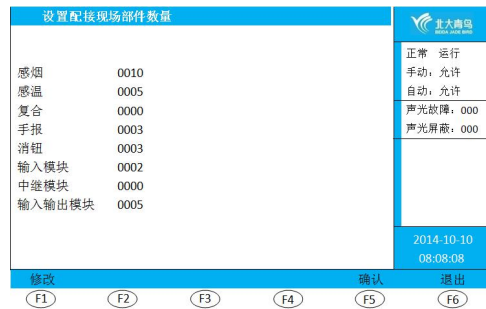 设置配接现场部件数量
北大青鸟
BEIDA JADE BIRD
正常 运行
手动：允许
自动：允许
声光故障：000
声光屏蔽：000
感烟 0010
感温 0005
复合 0000
手报 0003
消钮 0003
输入模块 0002
中继模块 0000
输入输出模块 0005
2014-10-10
08:08:08
修改 确认 退出
F1 F2 F3 F4 F5 F6